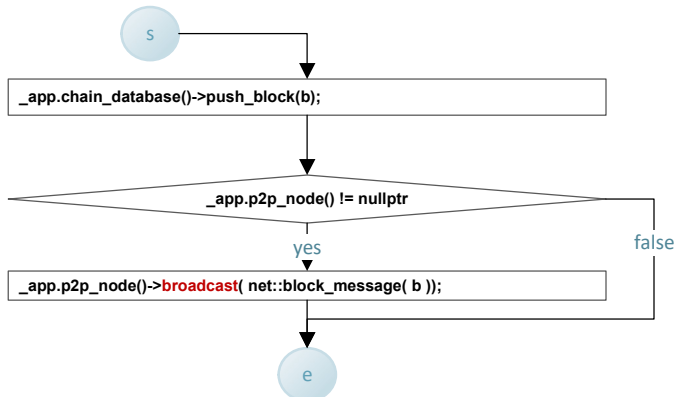 s
_app.chain_database()->push_block(b);
_app.p2p_node() != nullptr
yes
false
_app.p2p_node()->broadcast( net::block_message( b ));
e